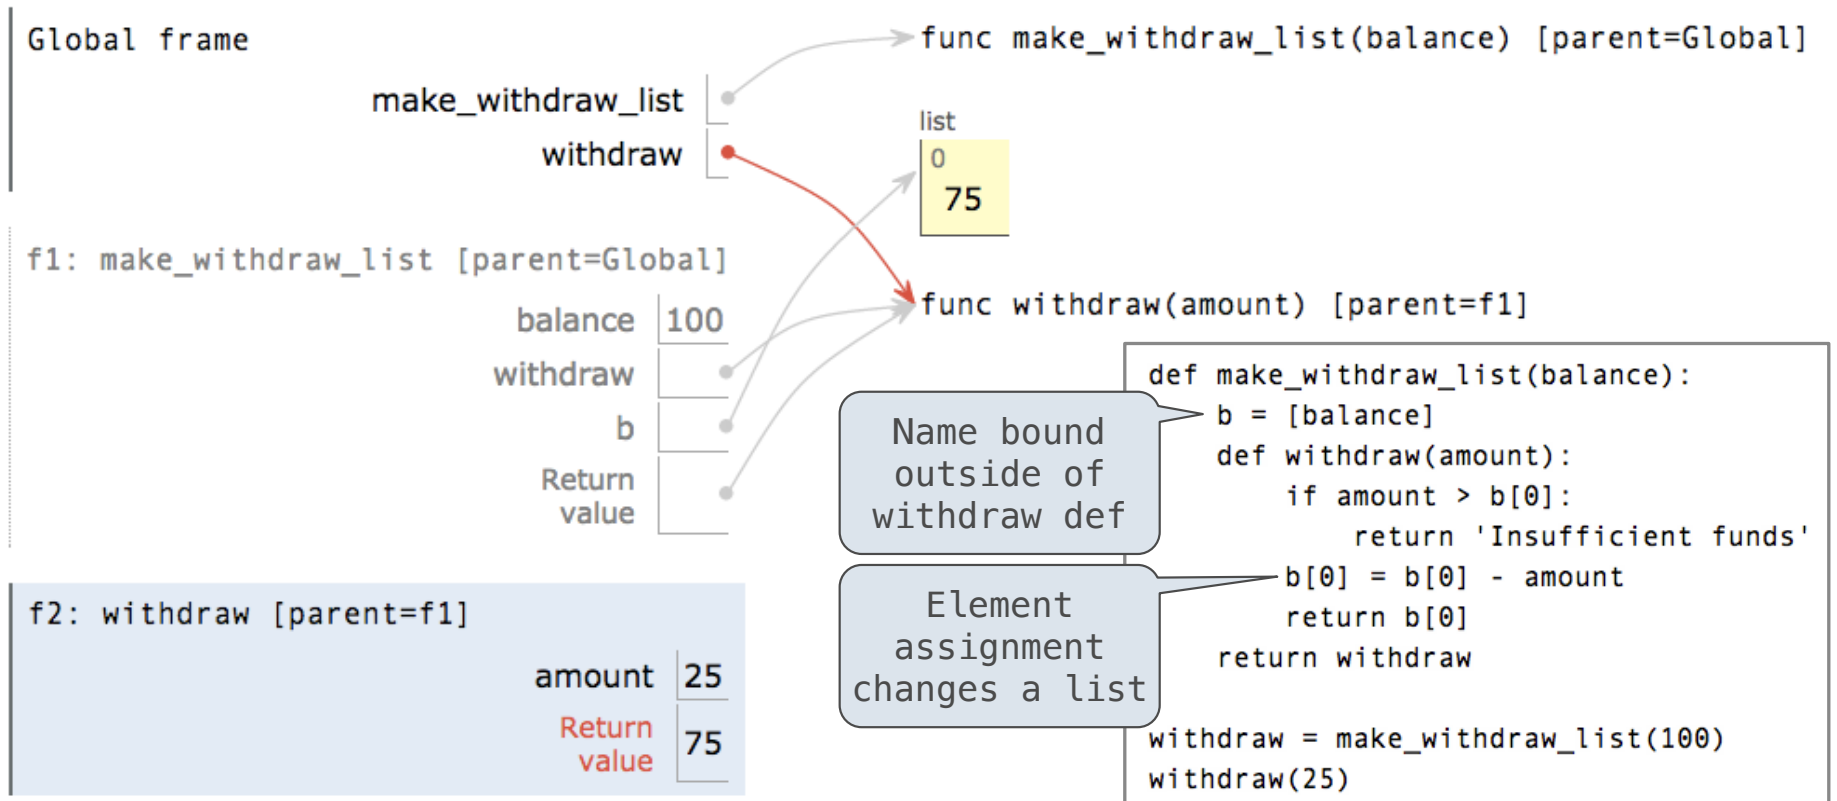 Global frame
make_withdraw_list
withdraw
func make_withdraw_list(balance) [parent=Global]
list
0
75
f1: make_withdraw_list [parent=Global]
balance 100
withdraw
b
Return
value
func withdraw(amount) [parent=f1]
f2: withdraw [parent=f1]
amount 25
Return
value
75
Name bound
outside of
withdraw def
Element
assignment
changes a list
def make_withdraw_list(balance):
    b = [balance]
    def withdraw(amount):
        if amount > b[0]:
            return 'Insufficient funds'
        b[0] = b[0] - amount
        return b[0]
    return withdraw
withdraw = make_withdraw_list(100)
withdraw(25)